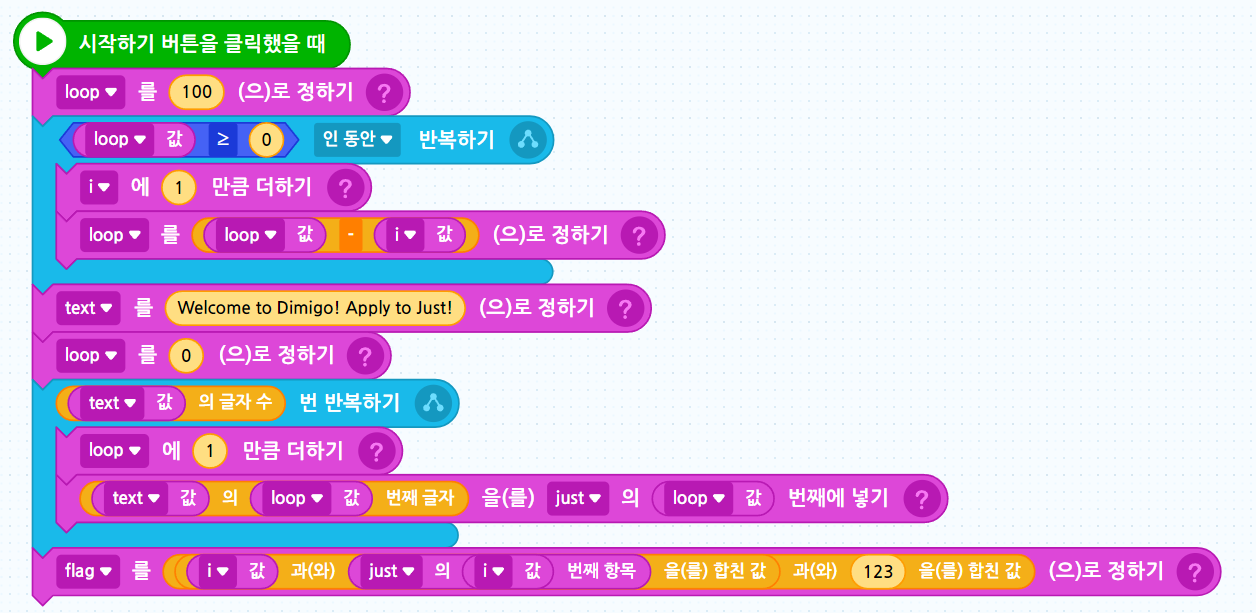 시작하기 버튼을 클릭했을 때
loop 를 100 (으)로 정하기 ?
loop 값 ≥ 0 인 동안 반복하기
i 에 1 만큼 더하기 ?
loop 를 loop 값 - i 값 (으)로 정하기 ?
text 를 Welcome to Dimigo! Apply to Just! (으)로 정하기 ?
loop 를 0 (으)로 정하기 ?
text 값 의 글자 수 번 반복하기
loop 에 1 만큼 더하기 ?
text 값 의 loop 값 번째 글자 을(를) just 의 loop 값 번째에 넣기 ?
flag 를 i 값 과(와) just 의 i 값 번째 항목 을(를) 합친 값 과(와) 123 을(를) 합친 값 (으)로 정하기 ?